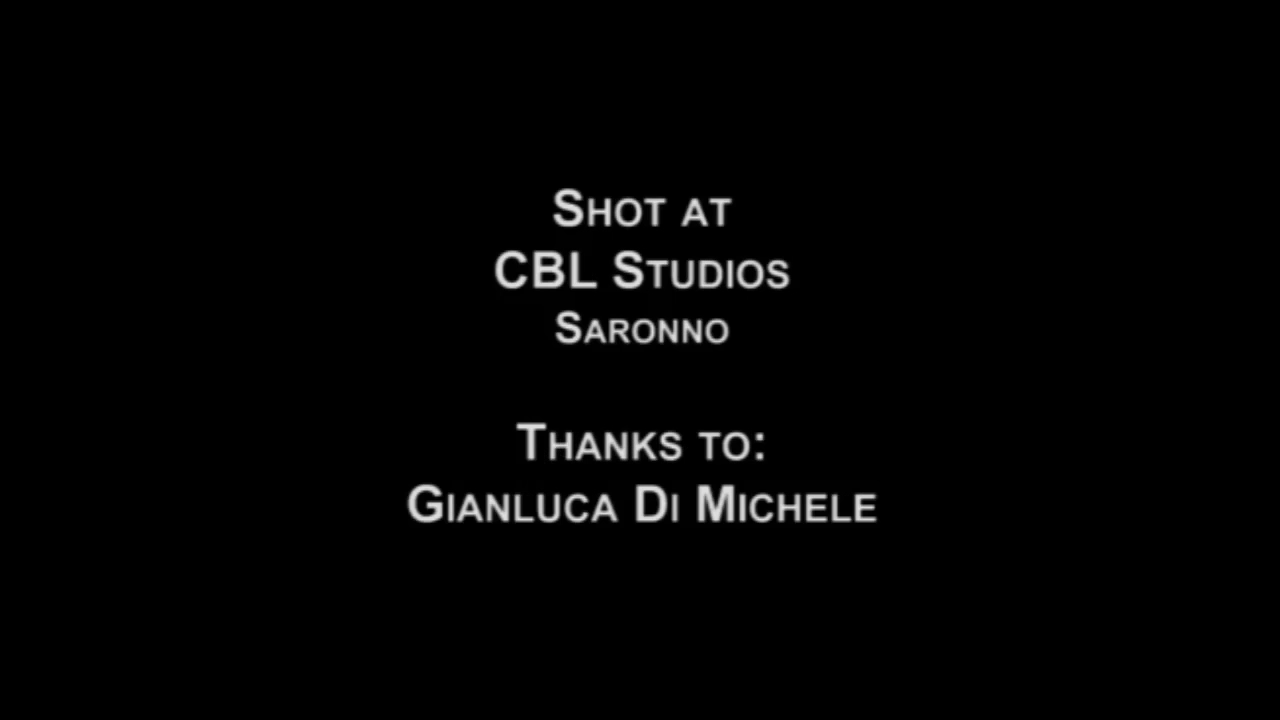 Shot at
CBL Studios
Saronno
Thanks to:
Gianluca Di Michele